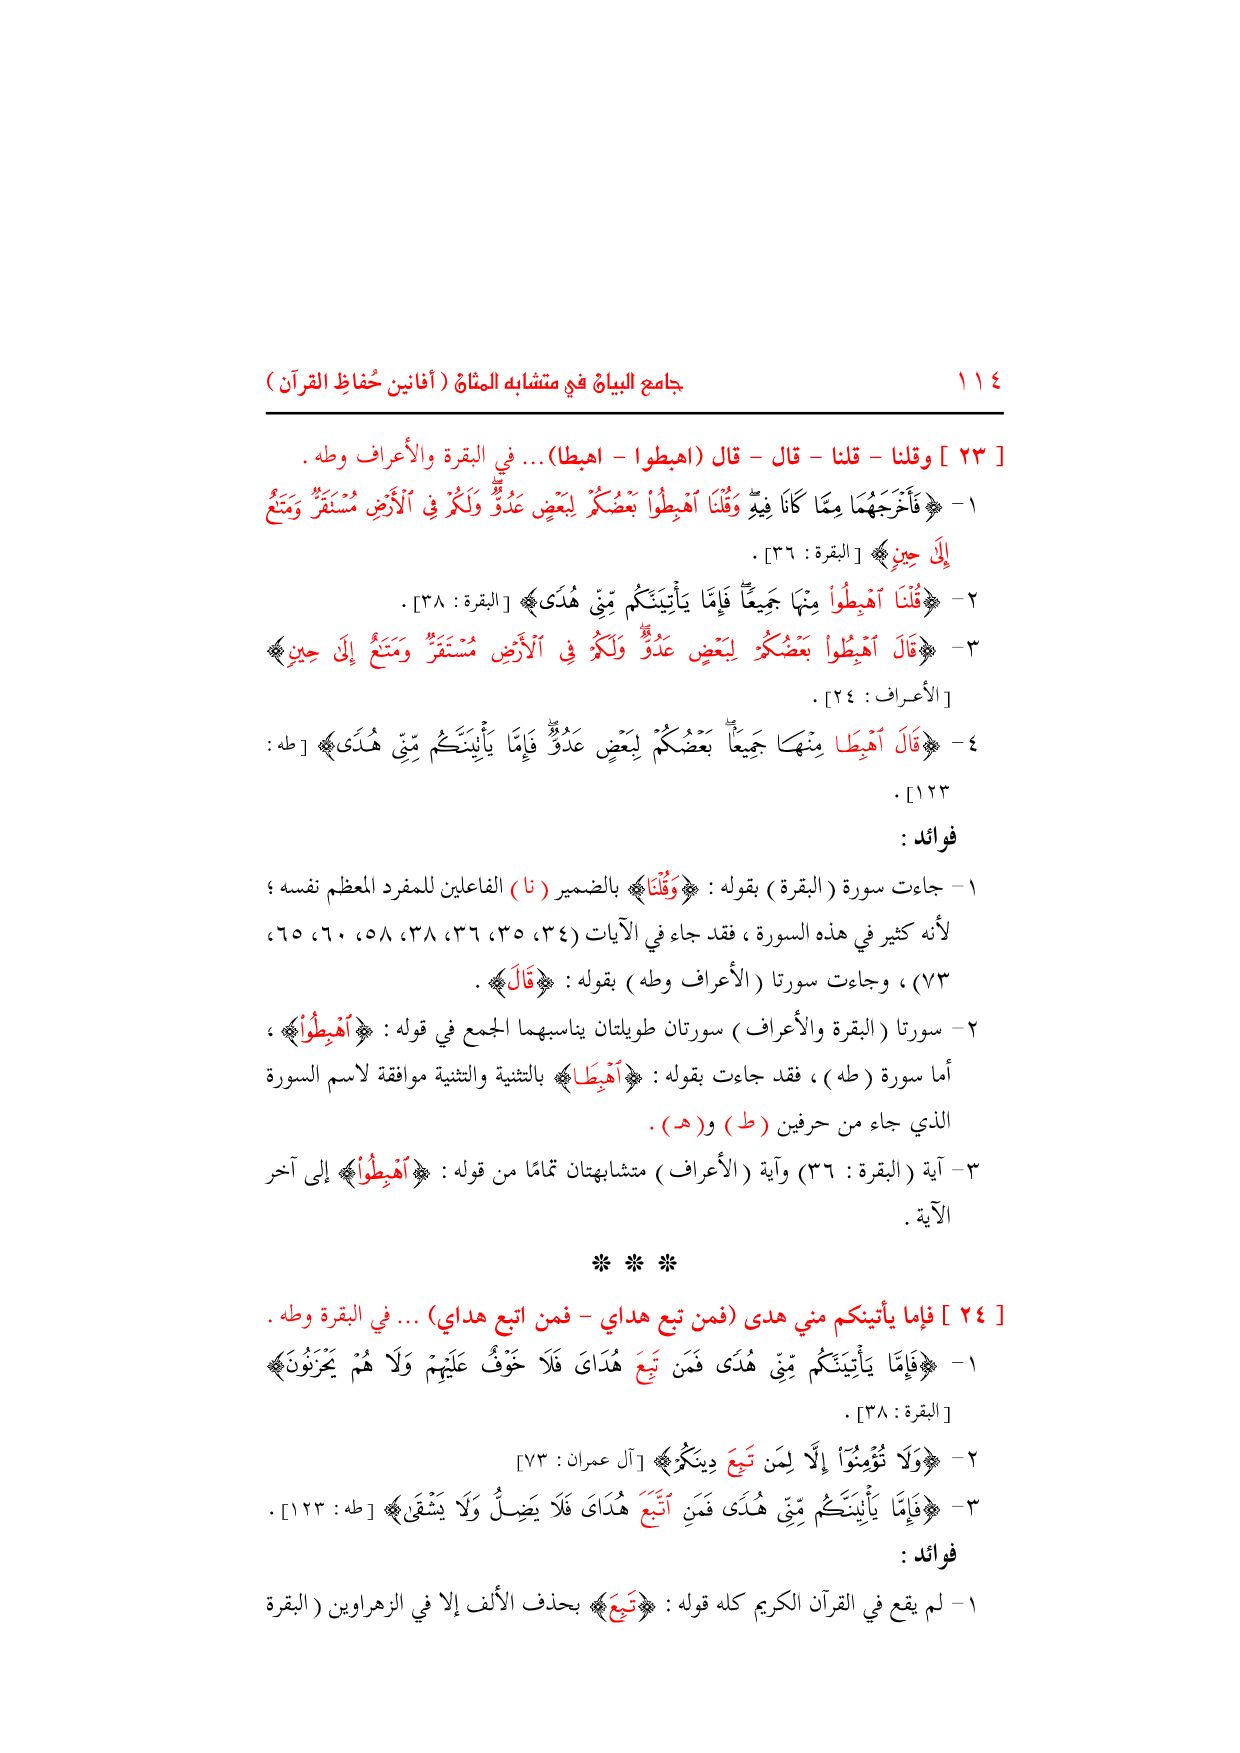 ١١٤ جامع البيان في متشابه المثان ( أفانين حُفاظِ القرآن )
[ ٢٣ ] وقلنا – قلنا – قال – قال (اهبطوا – اهبطا)... في البقرة والأعراف وطه .
١- ﴿فَأَخۡرَجَهُمَا مِمَّا كَانَا فِيهِۖ وَقُلۡنَا ٱهۡبِطُواْ بَعۡضُكُمۡ لِبَعۡضٍ عَدُوّٞۖ وَلَكُمۡ فِي ٱلۡأَرۡضِ مُسۡتَقَرّٞ وَمَتَٰعٌ
إِلَىٰ حِينٖ﴾ [ البقرة : ٣٦] .
٢- ﴿قُلۡنَا ٱهۡبِطُواْ مِنۡهَا جَمِيعٗاۖ فَإِمَّا يَأۡتِيَنَّكُم مِّنِّي هُدٗى﴾ [ البقرة : ٣٨] .
٣- ﴿قَالَ ٱهۡبِطُواْ بَعۡضُكُمۡ لِبَعۡضٍ عَدُوّٞۖ وَلَكُمۡ فِي ٱلۡأَرۡضِ مُسۡتَقَرّٞ وَمَتَٰعٌ إِلَىٰ حِينٖ﴾
[ الأعراف : ٢٤] .
٤- ﴿قَالَ ٱهۡبِطَا مِنۡهَا جَمِيعَۢاۖ بَعۡضُكُمۡ لِبَعۡضٍ عَدُوّٞۖ فَإِمَّا يَأۡتِيَنَّكُم مِّنِّي هُدٗى﴾ [ طه :
١٢٣] .
فوائد :
١- جاءت سورة ( البقرة ) بقوله : ﴿وَقُلۡنَا﴾ بالضمير ( نا ) الفاعلين للمفرد المعظم نفسه ؛
لأنه كثير في هذه السورة ، فقد جاء في الآيات (٣٤، ٣٥، ٣٦، ٣٨، ٥٨، ٦٠، ٦٥،
٧٣) ، وجاءت سورتا ( الأعراف وطه ) بقوله : ﴿قَالَ﴾ .
٢- سورتا ( البقرة والأعراف ) سورتان طويلتان يناسبهما الجمع في قوله : ﴿ٱهۡبِطُواْ﴾ ،
أما سورة ( طه ) ، فقد جاءت بقوله : ﴿ٱهۡبِطَا﴾ بالتثنية والتثنية موافقة لاسم السورة
الذي جاء من حرفين ( ط ) و( هـ ) .
٣- آية ( البقرة : ٣٦) وآية ( الأعراف ) متشابهتان تمامًا من قوله : ﴿ٱهۡبِطُواْ﴾ إلى آخر
الآية .
❊ ❊ ❊
[ ٢٤ ] فإما يأتينكم مني هدى (فمن تبع هداي – فمن اتبع هداي) ... في البقرة وطه .
١- ﴿فَإِمَّا يَأۡتِيَنَّكُم مِّنِّي هُدٗى فَمَن تَبِعَ هُدَايَ فَلَا خَوۡفٌ عَلَيۡهِمۡ وَلَا هُمۡ يَحۡزَنُونَ﴾
[ البقرة : ٣٨] .
٢- ﴿وَلَا تُؤۡمِنُوٓاْ إِلَّا لِمَن تَبِعَ دِينَكُمۡ﴾ [ آل عمران : ٧٣]
٣- ﴿فَإِمَّا يَأۡتِيَنَّكُم مِّنِّي هُدٗى فَمَنِ ٱتَّبَعَ هُدَايَ فَلَا يَضِلُّ وَلَا يَشۡقَىٰ﴾ [ طه : ١٢٣] .
فوائد :
١- لم يقع في القرآن الكريم كله قوله : ﴿تَبِعَ﴾ بحذف الألف إلا في الزهراوين ( البقرة